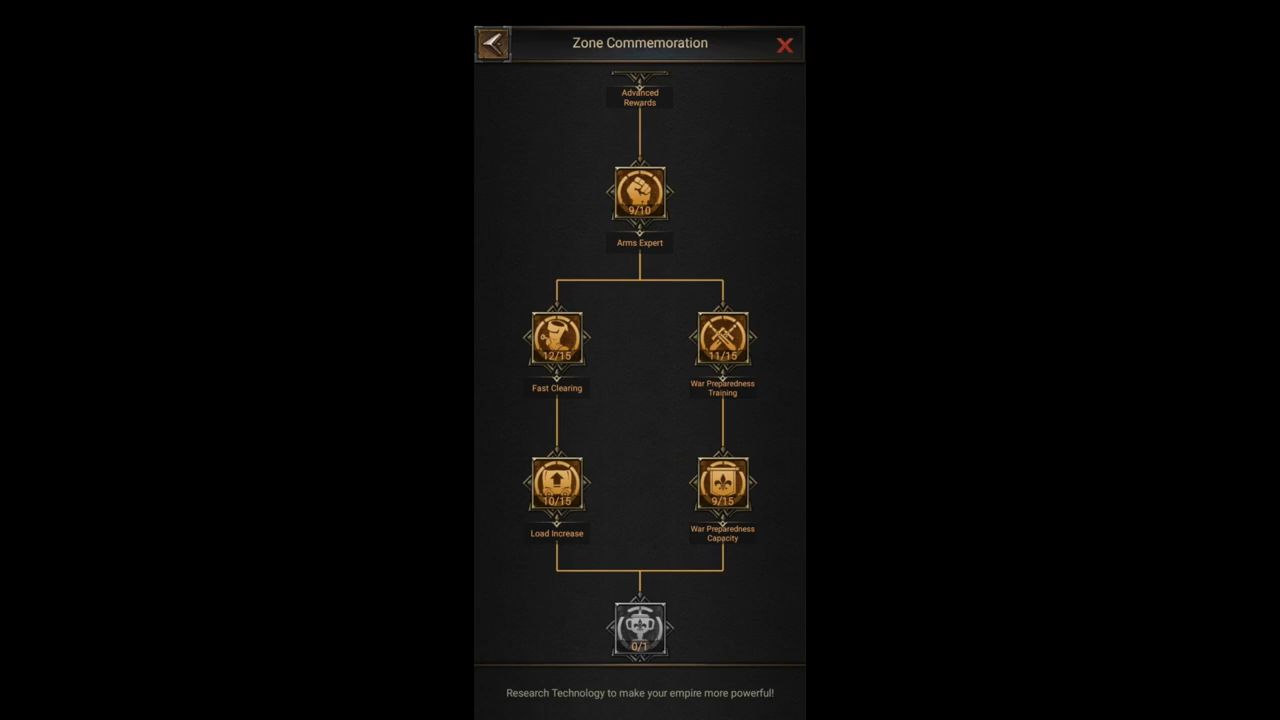 Zone Commemoration
Advanced
Rewards
9/10
Arms Expert
12/15
11/15
Fast Clearing
War Preparedness
Training
10/15
9/15
Load Increase
War Preparedness
Capacity
0/1
Research Technology to make your empire more powerful!